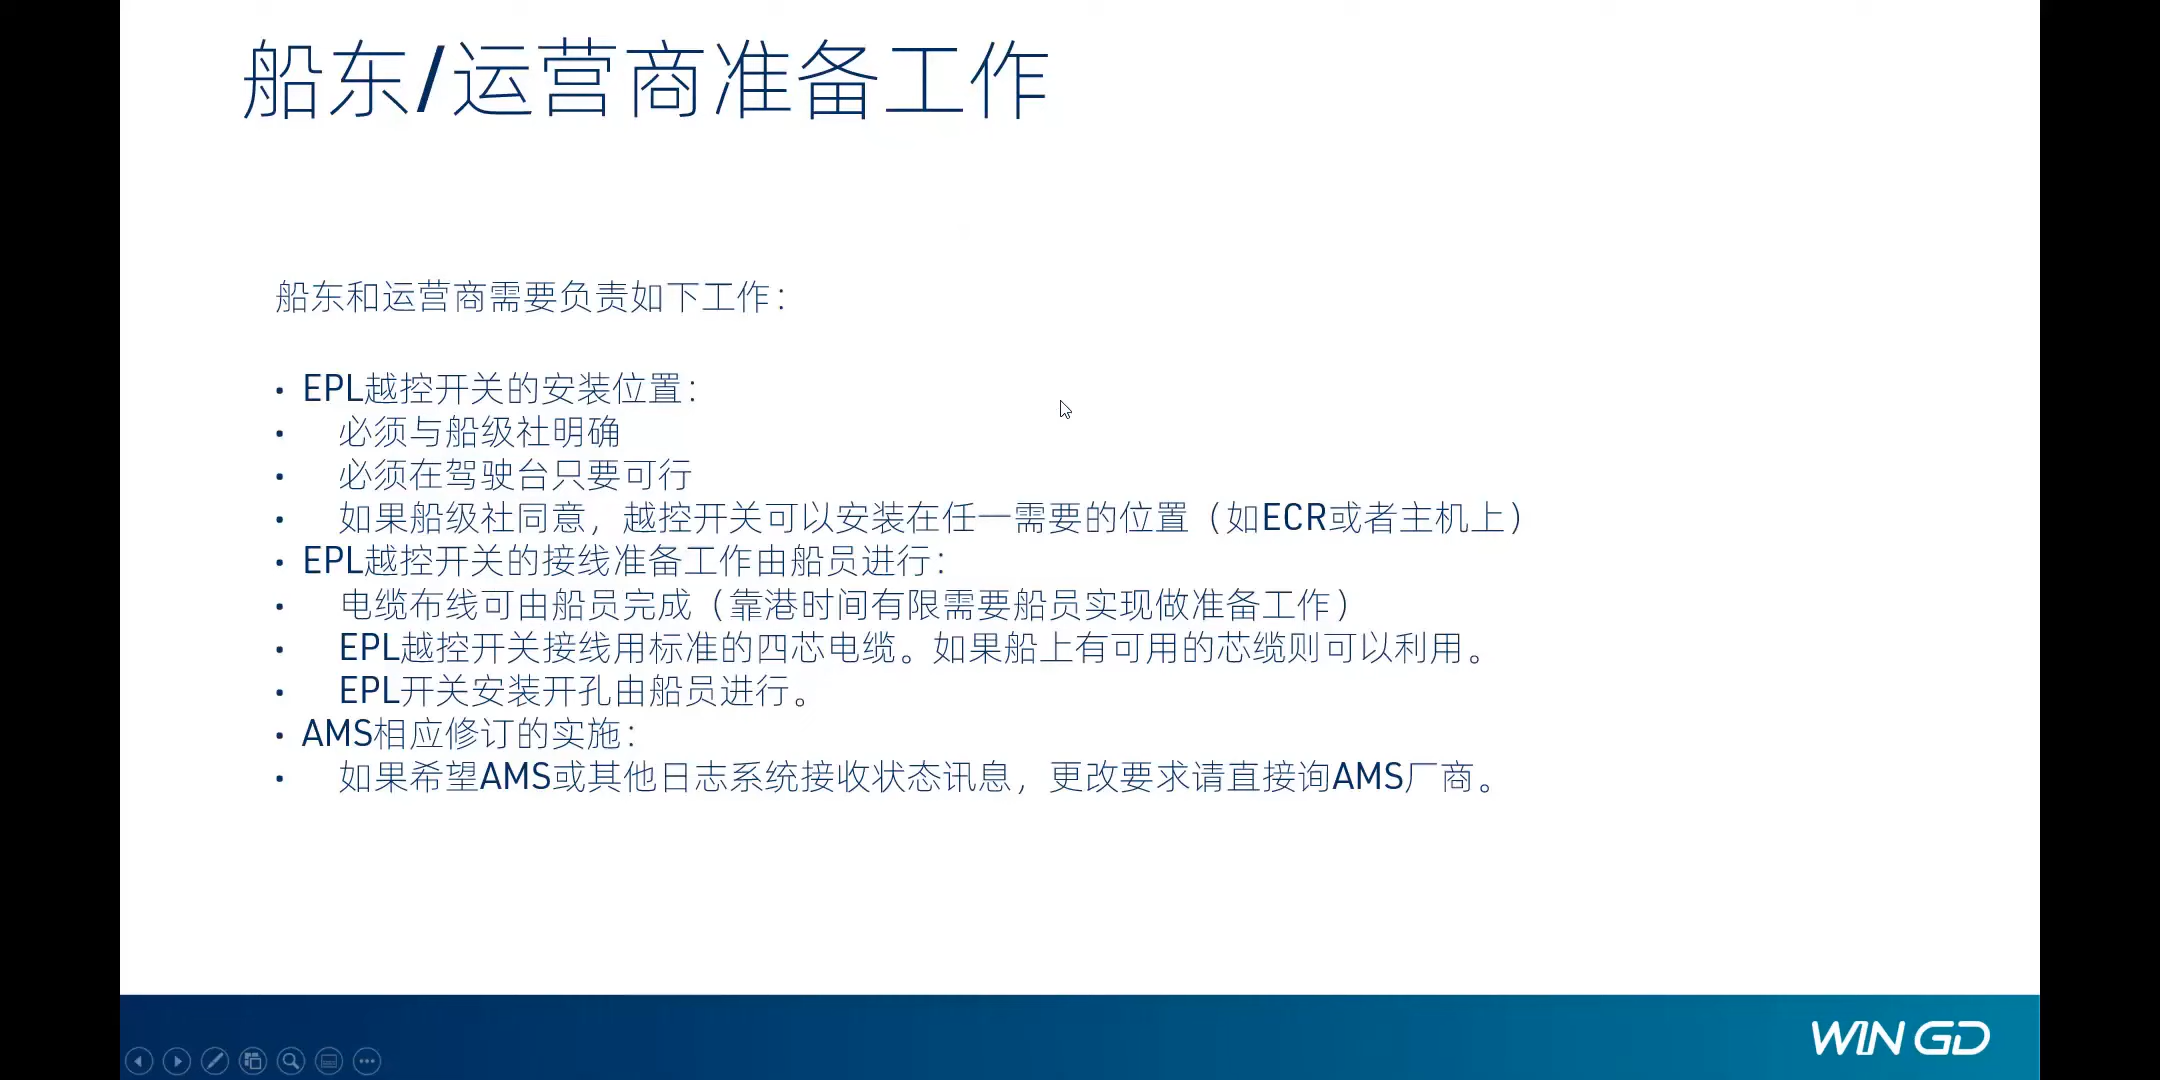 船东/运营商准备工作
船东和运营商需要负责如下工作：
• EPL越控开关的安装位置：
• 必须与船级社明确
• 必须在驾驶台只要可行
• 如果船级社同意，越控开关可以安装在任一需要的位置（如ECR或者主机上）
• EPL越控开关的接线准备工作由船员进行：
• 电缆布线可由船员完成（靠港时间有限需要船员实现做准备工作）
• EPL越控开关接线用标准的四芯电缆。如果船上有可用的芯缆则可以利用。
• EPL开关安装开孔由船员进行。
• AMS相应修订的实施：
• 如果希望AMS或其他日志系统接收状态讯息，更改要求请直接询AMS厂商。
WIN GD